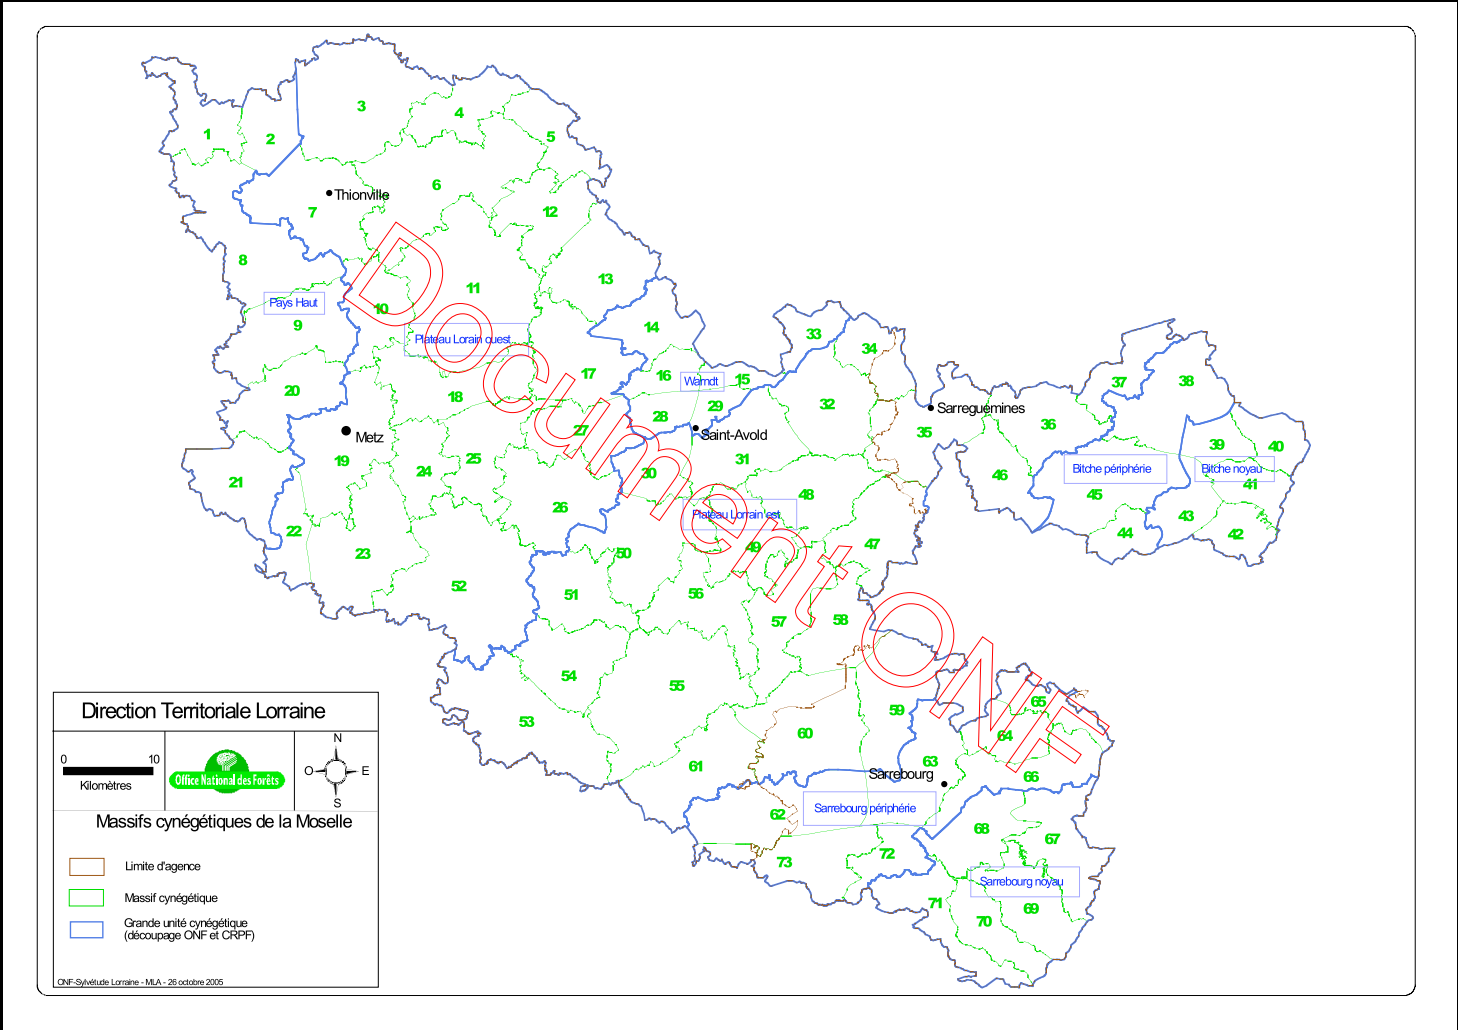 3
4
1
2
5
6
Thionville
7
12
8
13
11
Pays Haut
10
9
14
33
Plateau Lorain ouest
34
17
16
Warndt
15
37
38
20
18
29
32
Sarreguemines
28
36
27
Metz
Saint-Avold
35
39
40
19
31
24
25
30
Bitche périphérie
Bitche noyau
21
46
41
48
45
26
Plateau Lorrain est
43
22
44
42
23
50
49
47
52
51
56
57
58
54
55
65
59
53
60
64
61
63
Sarrebourg
66
62
Sarrebourg périphérie
68
67
73
72
Sarrebourg noyau
71
69
70
Document ONF
Direction Territoriale Lorraine
0 10
Kilomètres
Office National des Forêts
N
O E
S
Massifs cynégétiques de la Moselle
Limite d'agence
Massif cynégétique
Grande unité cynégétique
(découpage ONF et CRPF)
ONF-Sylvétude Lorraine - MLA - 26 octobre 2005